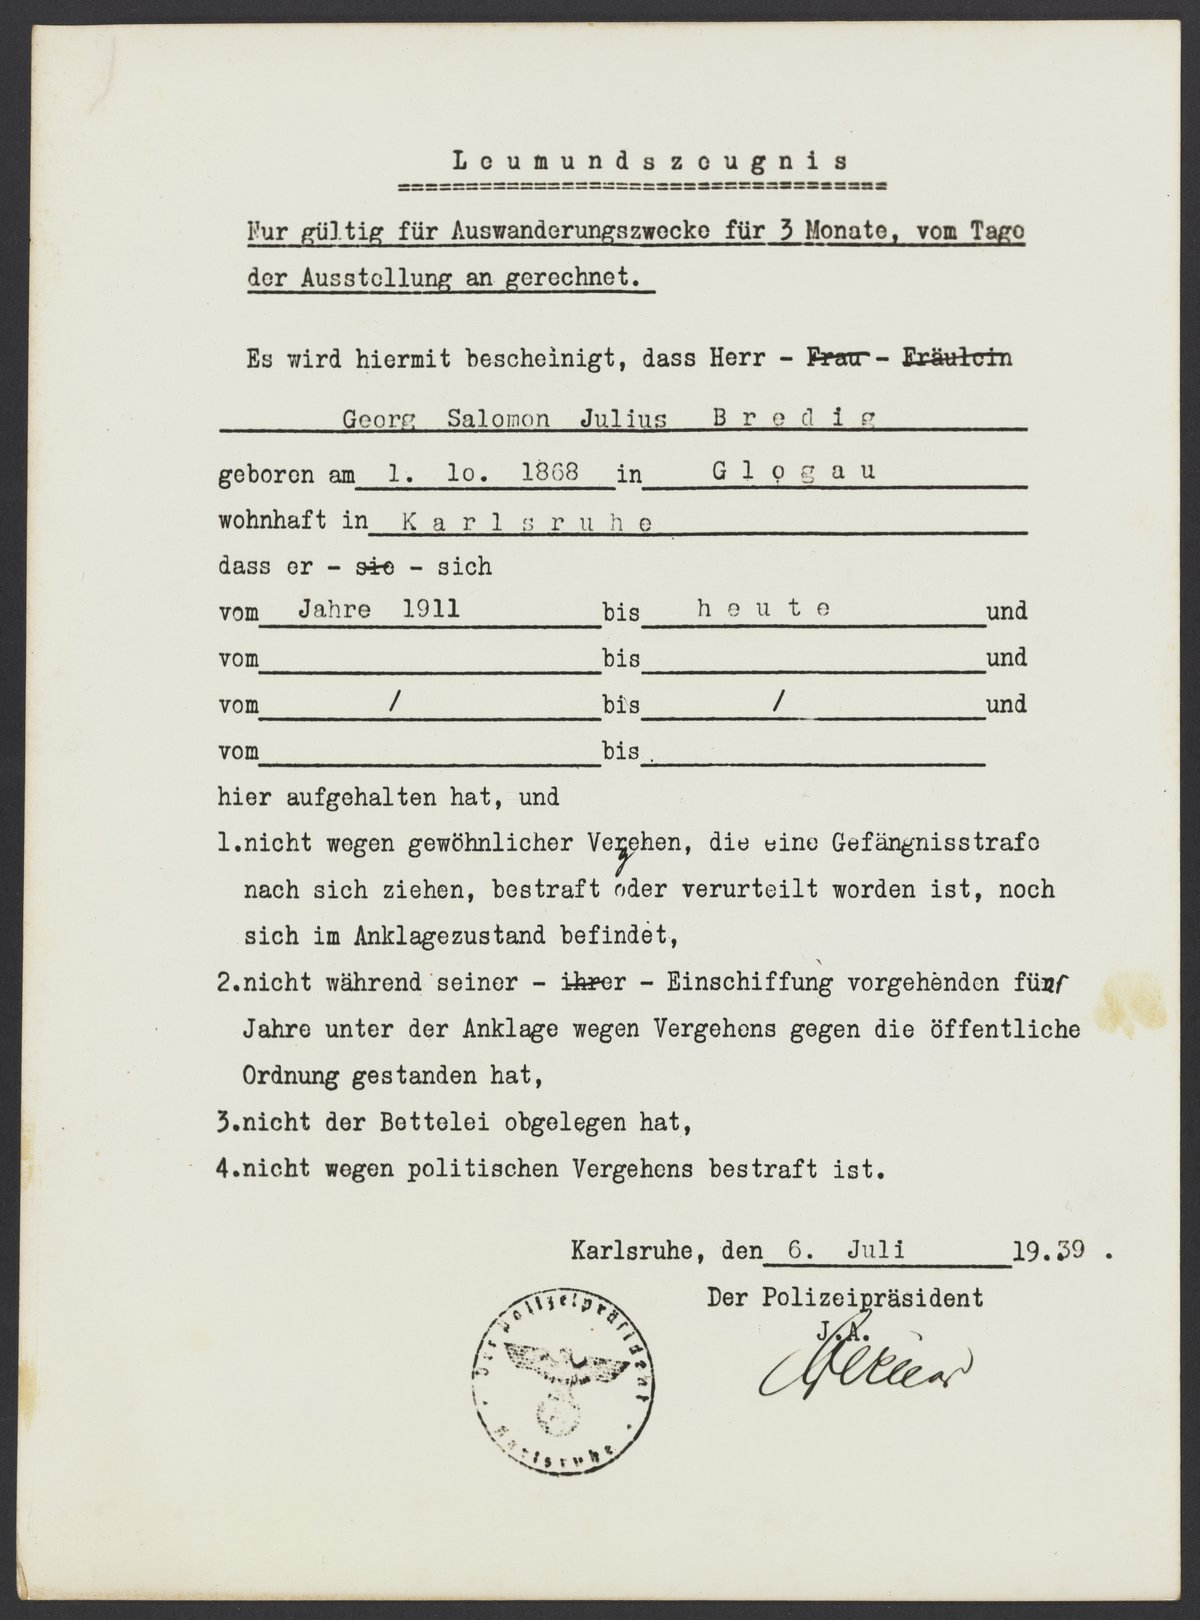 Leumundszeugnis
====================================
Nur gültig für Auswanderungszwecke für 3 Monate, vom Tage
der Ausstellung an gerechnet.
Es wird hiermit bescheinigt, dass Herr - Frau - Fräulein
Georg Salomon Julius Bredig
geboren am 1. lo. 1868 in Glogau
wohnhaft in Karlsruhe
dass er - sie - sich
vom Jahre 1911 bis heute und
vom bis und
vom / bis / und
vom bis
hier aufgehalten hat, und
1.nicht wegen gewöhnlicher Vergehen, die eine Gefängnisstrafe
nach sich ziehen, bestraft oder verurteilt worden ist, noch
sich im Anklagezustand befindet,
2.nicht während seiner - ihrer - Einschiffung vorgehenden fünf
Jahre unter der Anklage wegen Vergehens gegen die öffentliche
Ordnung gestanden hat,
3.nicht der Bettelei obgelegen hat,
4.nicht wegen politischen Vergehens bestraft ist.
Karlsruhe, den 6. Juli 19.39 .
Der Polizeipräsident
J.A.
Der Polizeipräsident
Karlsruhe